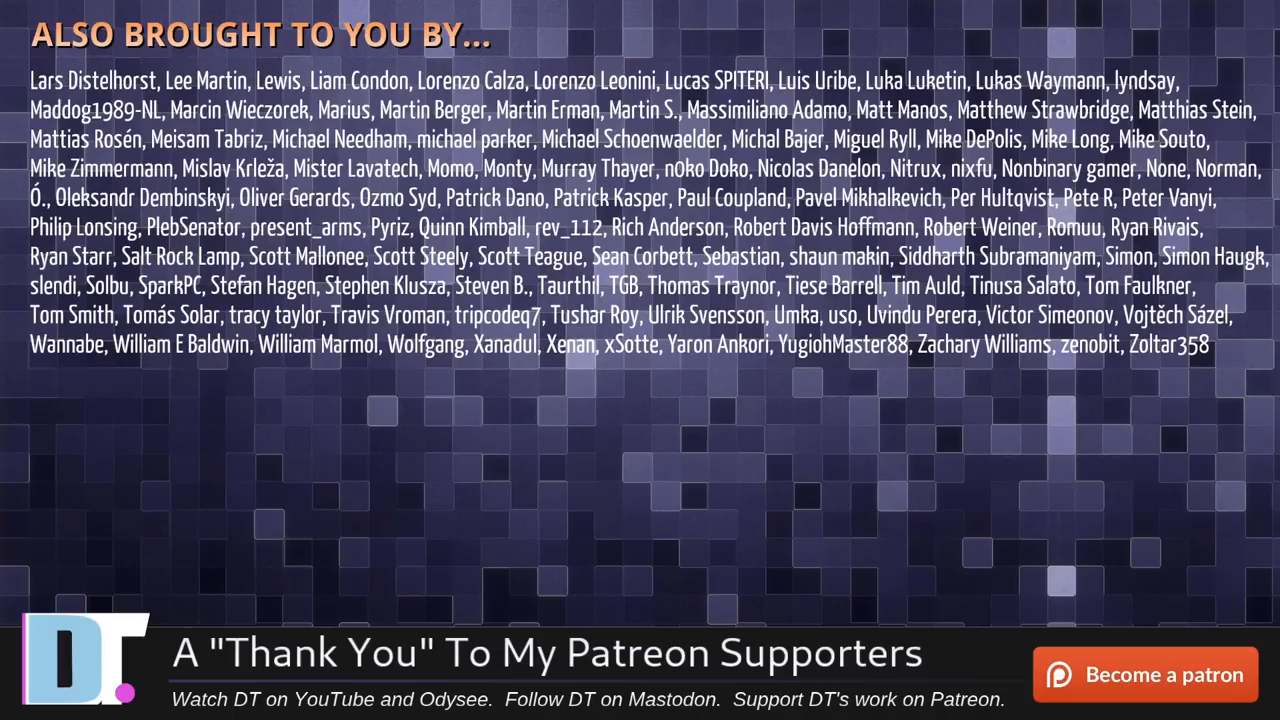 ALSO BROUGHT TO YOU BY...
Lars Distelhorst, Lee Martin, Lewis, Liam Condon, Lorenzo Calza, Lorenzo Leonini, Lucas SPITERI, Luis Uribe, Luka Luketin, Lukas Waymann, lyndsay,
Maddog1989-NL, Marcin Wieczorek, Marius, Martin Berger, Martin Erman, Martin S., Massimiliano Adamo, Matt Manos, Matthew Strawbridge, Matthias Stein,
Mattias Rosén, Meisam Tabriz, Michael Needham, michael parker, Michael Schoenwaelder, Michal Bajer, Miguel Ryll, Mike DePolis, Mike Long, Mike Souto,
Mike Zimmermann, Mislav Krleža, Mister Lavatech, Momo, Monty, Murray Thayer, n0ko Doko, Nicolas Danelon, Nitrux, nixfu, Nonbinary gamer, None, Norman,
Ó., Oleksandr Dembinskyi, Oliver Gerards, Ozmo Syd, Patrick Dano, Patrick Kasper, Paul Coupland, Pavel Mikhalkevich, Per Hultqvist, Pete R, Peter Vanyi,
Philip Lonsing, PlebSenator, present_arms, Pyriz, Quinn Kimball, rev_112, Rich Anderson, Robert Davis Hoffmann, Robert Weiner, Romuu, Ryan Rivais,
Ryan Starr, Salt Rock Lamp, Scott Mallonee, Scott Steely, Scott Teague, Sean Corbett, Sebastian, shaun makin, Siddharth Subramaniyam, Simon, Simon Haugk,
slendi, Solbu, SparkPC, Stefan Hagen, Stephen Klusza, Steven B., Taurthil, TGB, Thomas Traynor, Tiese Barrell, Tim Auld, Tinusa Salato, Tom Faulkner,
Tom Smith, Tomás Solar, tracy taylor, Travis Vroman, tripcodeq7, Tushar Roy, Ulrik Svensson, Umka, uso, Uvindu Perera, Victor Simeonov, Vojtěch Sázel,
Wannabe, William E Baldwin, William Marmol, Wolfgang, Xanadul, Xenan, xSotte, Yaron Ankori, YugiohMaster88, Zachary Williams, zenobit, Zoltar358
DT.
A "Thank You" To My Patreon Supporters
Watch DT on YouTube and Odysee. Follow DT on Mastodon. Support DT's work on Patreon.
Become a patron